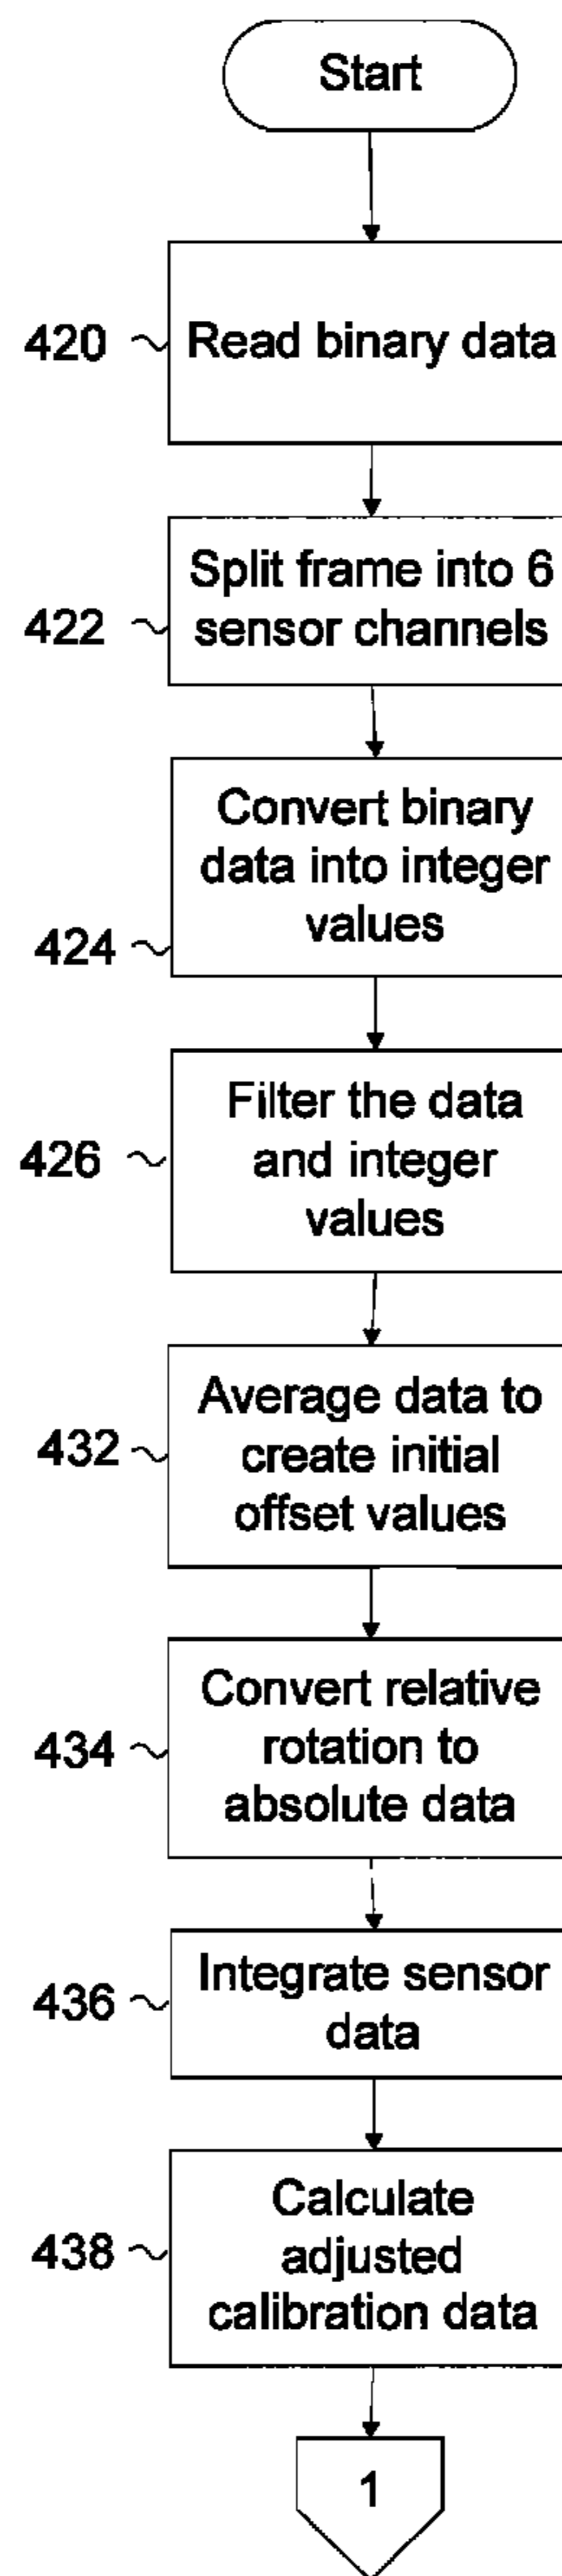 Start
420
Read binary data
Split frame into 6
422
sensor channels
Convert binary
data into integer
424
values
Filter the data
426
and integer
values
Average data to
432
create initial
offset values
Convert relative
434
rotation to
absolute data
Integrate sensor
436
data
Calculate
438
adjusted
calibration data
1